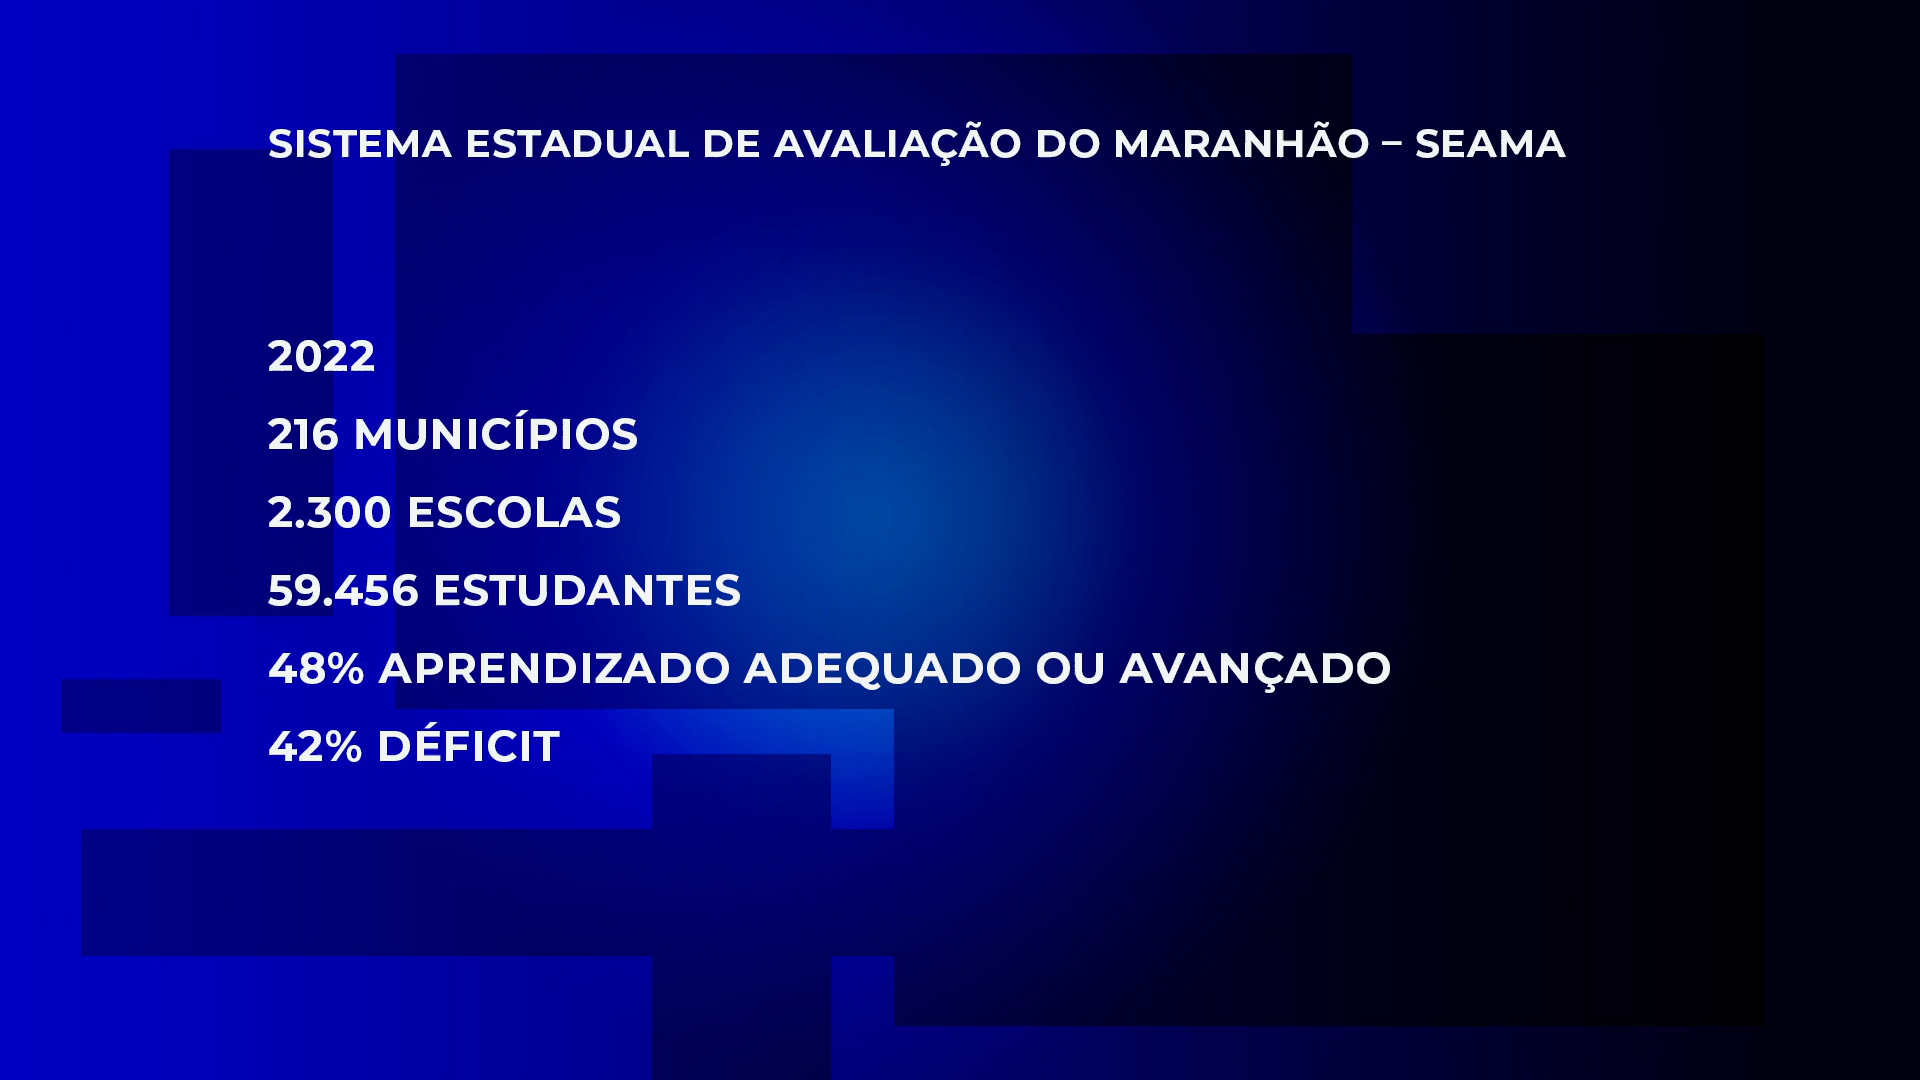 SISTEMA ESTADUAL DE AVALIAÇÃO DO MARANHÃO – SEAMA
2022
216 MUNICÍPIOS
2.300 ESCOLAS
59.456 ESTUDANTES
48% APRENDIZADO ADEQUADO OU AVANÇADO
42% DÉFICIT